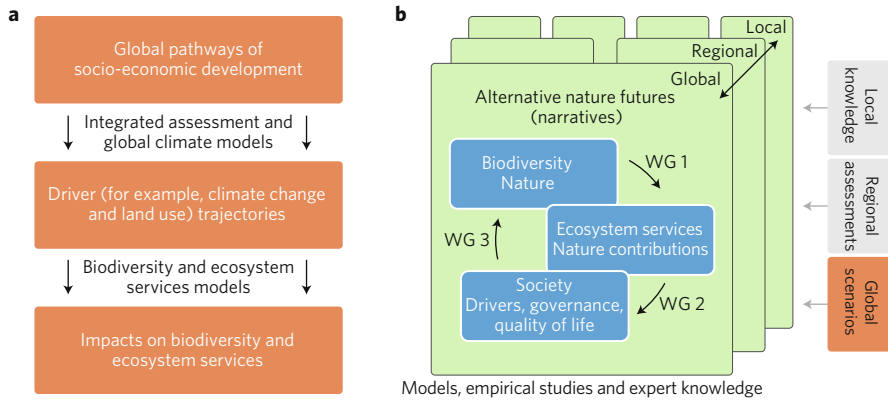 a
Global pathways of
socio-economic development
Integrated assessment and
global climate models
Driver (for example, climate change
and land use) trajectories
Biodiversity and ecosystem
services models
Impacts on biodiversity and
ecosystem services
b
Local
Regional
Global
Alternative nature futures
(narratives)
Biodiversity
Nature
WG 1
Ecosystem services
Nature contributions
WG 3
Society
Drivers, governance,
quality of life
WG 2
Models, empirical studies and expert knowledge
Local
knowledge
Regional
assessments
Global
scenarios